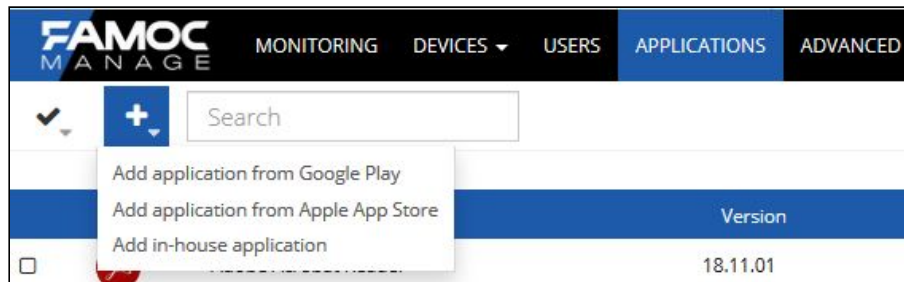 FAMOC
MANAGE
MONITORING DEVICES USERS APPLICATIONS ADVANCED
Search
Add application from Google Play
Add application from Apple App Store
Version
Add in-house application
18.11.01